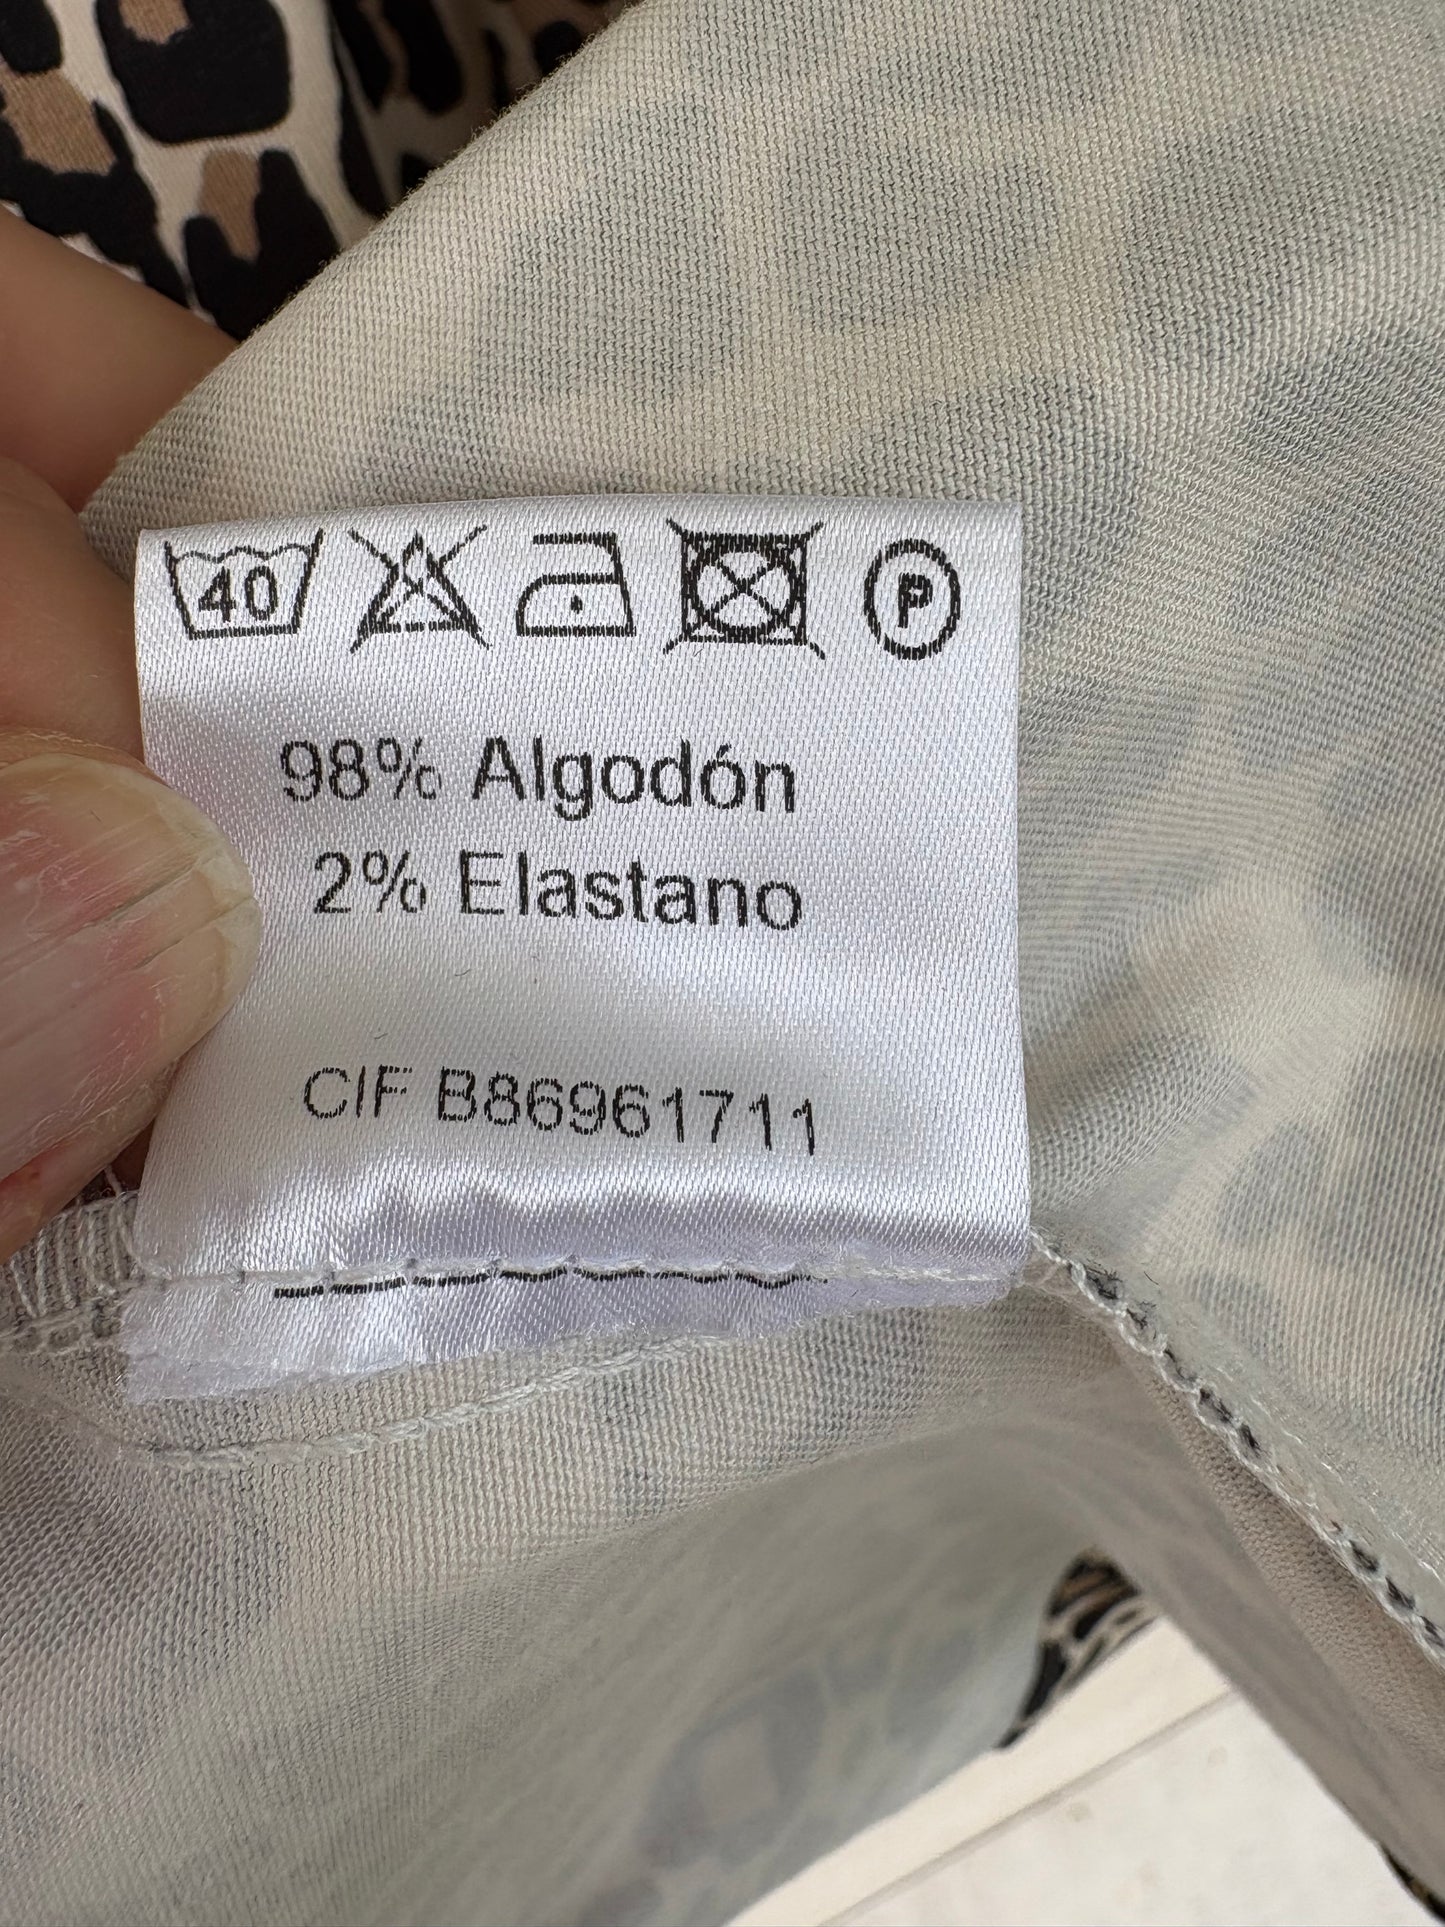 40 P
98% Algodón
2% Elastano
CIF B86961711